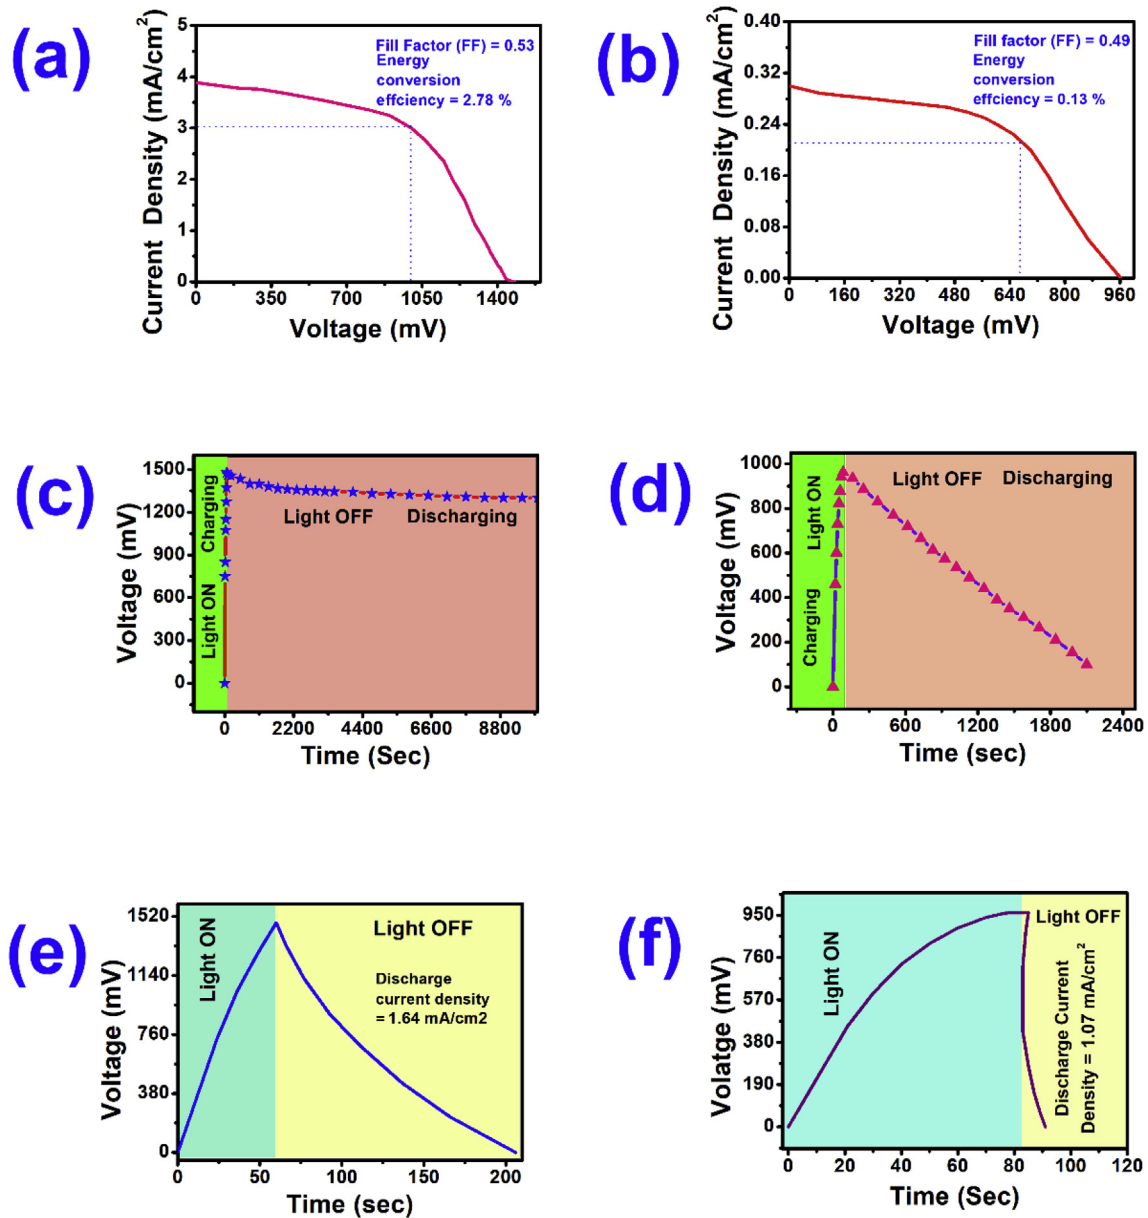 (a)
Current Density (mA/cm²)
5
4
3
2
1
0
Fill Factor (FF) = 0.53
Energy
conversion
effciency = 2.78 %
0 350 700 1050 1400
Voltage (mV)
(b)
Current Density (mA/cm²)
0.40
0.32
0.24
0.16
0.08
0.00
Fill factor (FF) = 0.49
Energy
conversion
effciency = 0.13 %
0 160 320 480 640 800 960
Voltage (mV)
(c)
Voltage (mV)
1500
1200
900
600
300
0
Light ON Charging
Light OFF Discharging
0 2200 4400 6600 8800
Time (Sec)
(d)
Voltage (mV)
1000
800
600
400
200
0
Charging Light ON
Light OFF Discharging
0 600 1200 1800 2400
Time (sec)
(e)
Voltage (mV)
1520
1140
760
380
0
Light ON
Light OFF
Discharge
current density
= 1.64 mA/cm2
0 50 100 150 200
Time (sec)
(f)
Volatge (mV)
950
760
570
380
190
0
Light ON
Light OFF
Discharge Current
Density = 1.07 mA/cm²
0 20 40 60 80 100 120
Time (Sec)